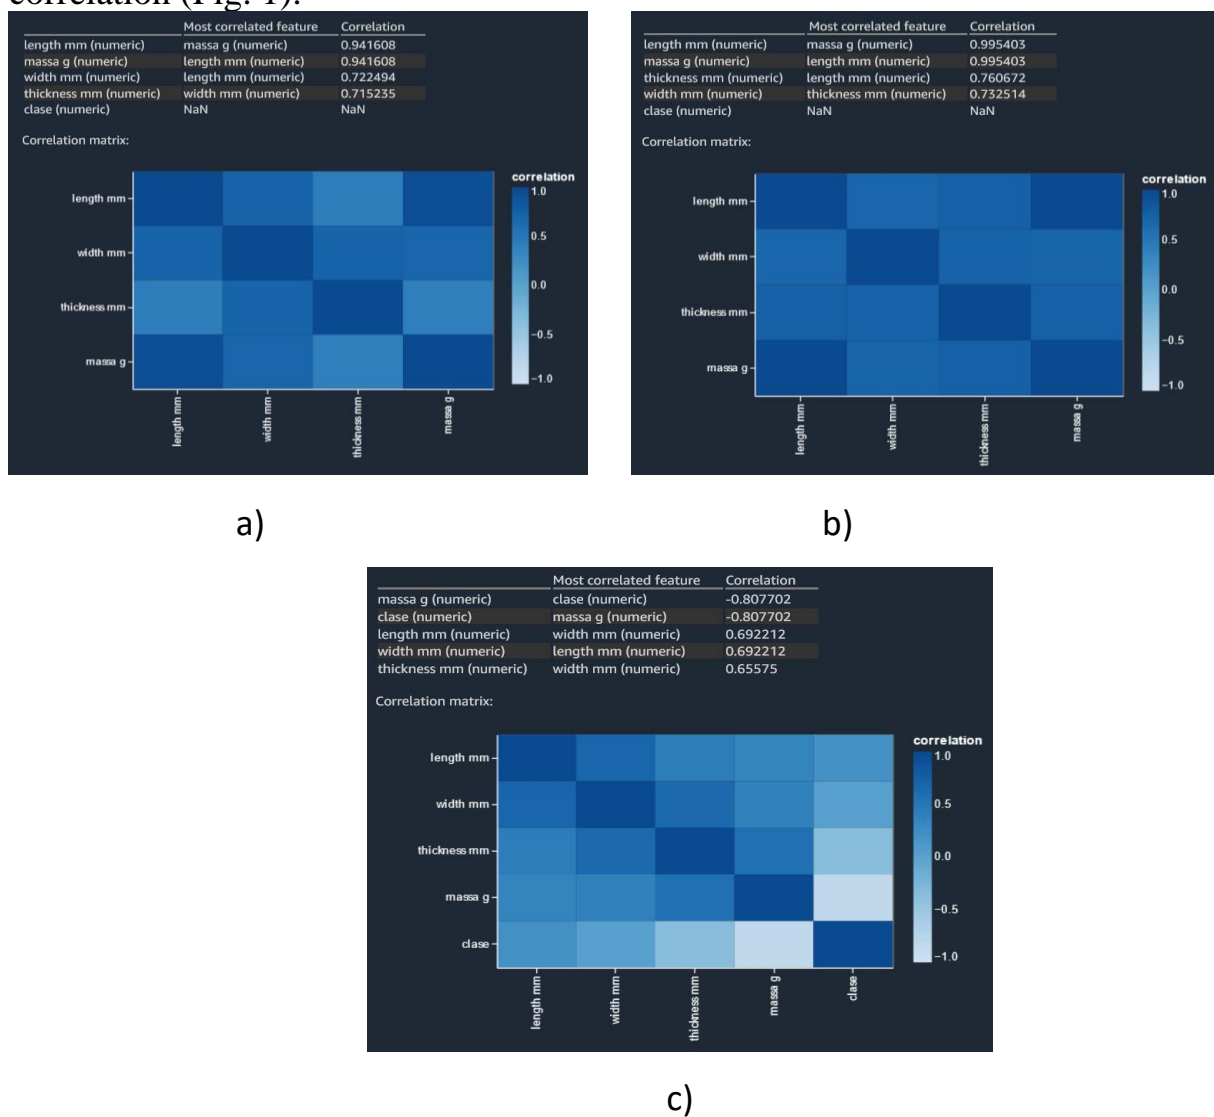 correlation (Fig. 1).
Most correlated feature Correlation
length mm (numeric) massa g (numeric) 0.941608
massa g (numeric) length mm (numeric) 0.941608
width mm (numeric) length mm (numeric) 0.722494
thickness mm (numeric) width mm (numeric) 0.715235
clase (numeric) NaN NaN
Correlation matrix:
correlation
1.0
0.5
0.0
−0.5
−1.0
length mm
width mm
thickness mm
massa g
length mm
width mm
thickness mm
massa g
a)
Most correlated feature Correlation
length mm (numeric) massa g (numeric) 0.995403
massa g (numeric) length mm (numeric) 0.995403
thickness mm (numeric) length mm (numeric) 0.760672
width mm (numeric) thickness mm (numeric) 0.732514
clase (numeric) NaN NaN
Correlation matrix:
correlation
1.0
0.5
0.0
−0.5
−1.0
length mm
width mm
thickness mm
massa g
length mm
width mm
thickness mm
massa g
b)
Most correlated feature Correlation
massa g (numeric) clase (numeric) -0.807702
clase (numeric) massa g (numeric) -0.807702
length mm (numeric) width mm (numeric) 0.692212
width mm (numeric) length mm (numeric) 0.692212
thickness mm (numeric) width mm (numeric) 0.65575
Correlation matrix:
correlation
1.0
0.5
0.0
−0.5
−1.0
length mm
width mm
thickness mm
massa g
clase
length mm
width mm
thickness mm
massa g
clase
c)